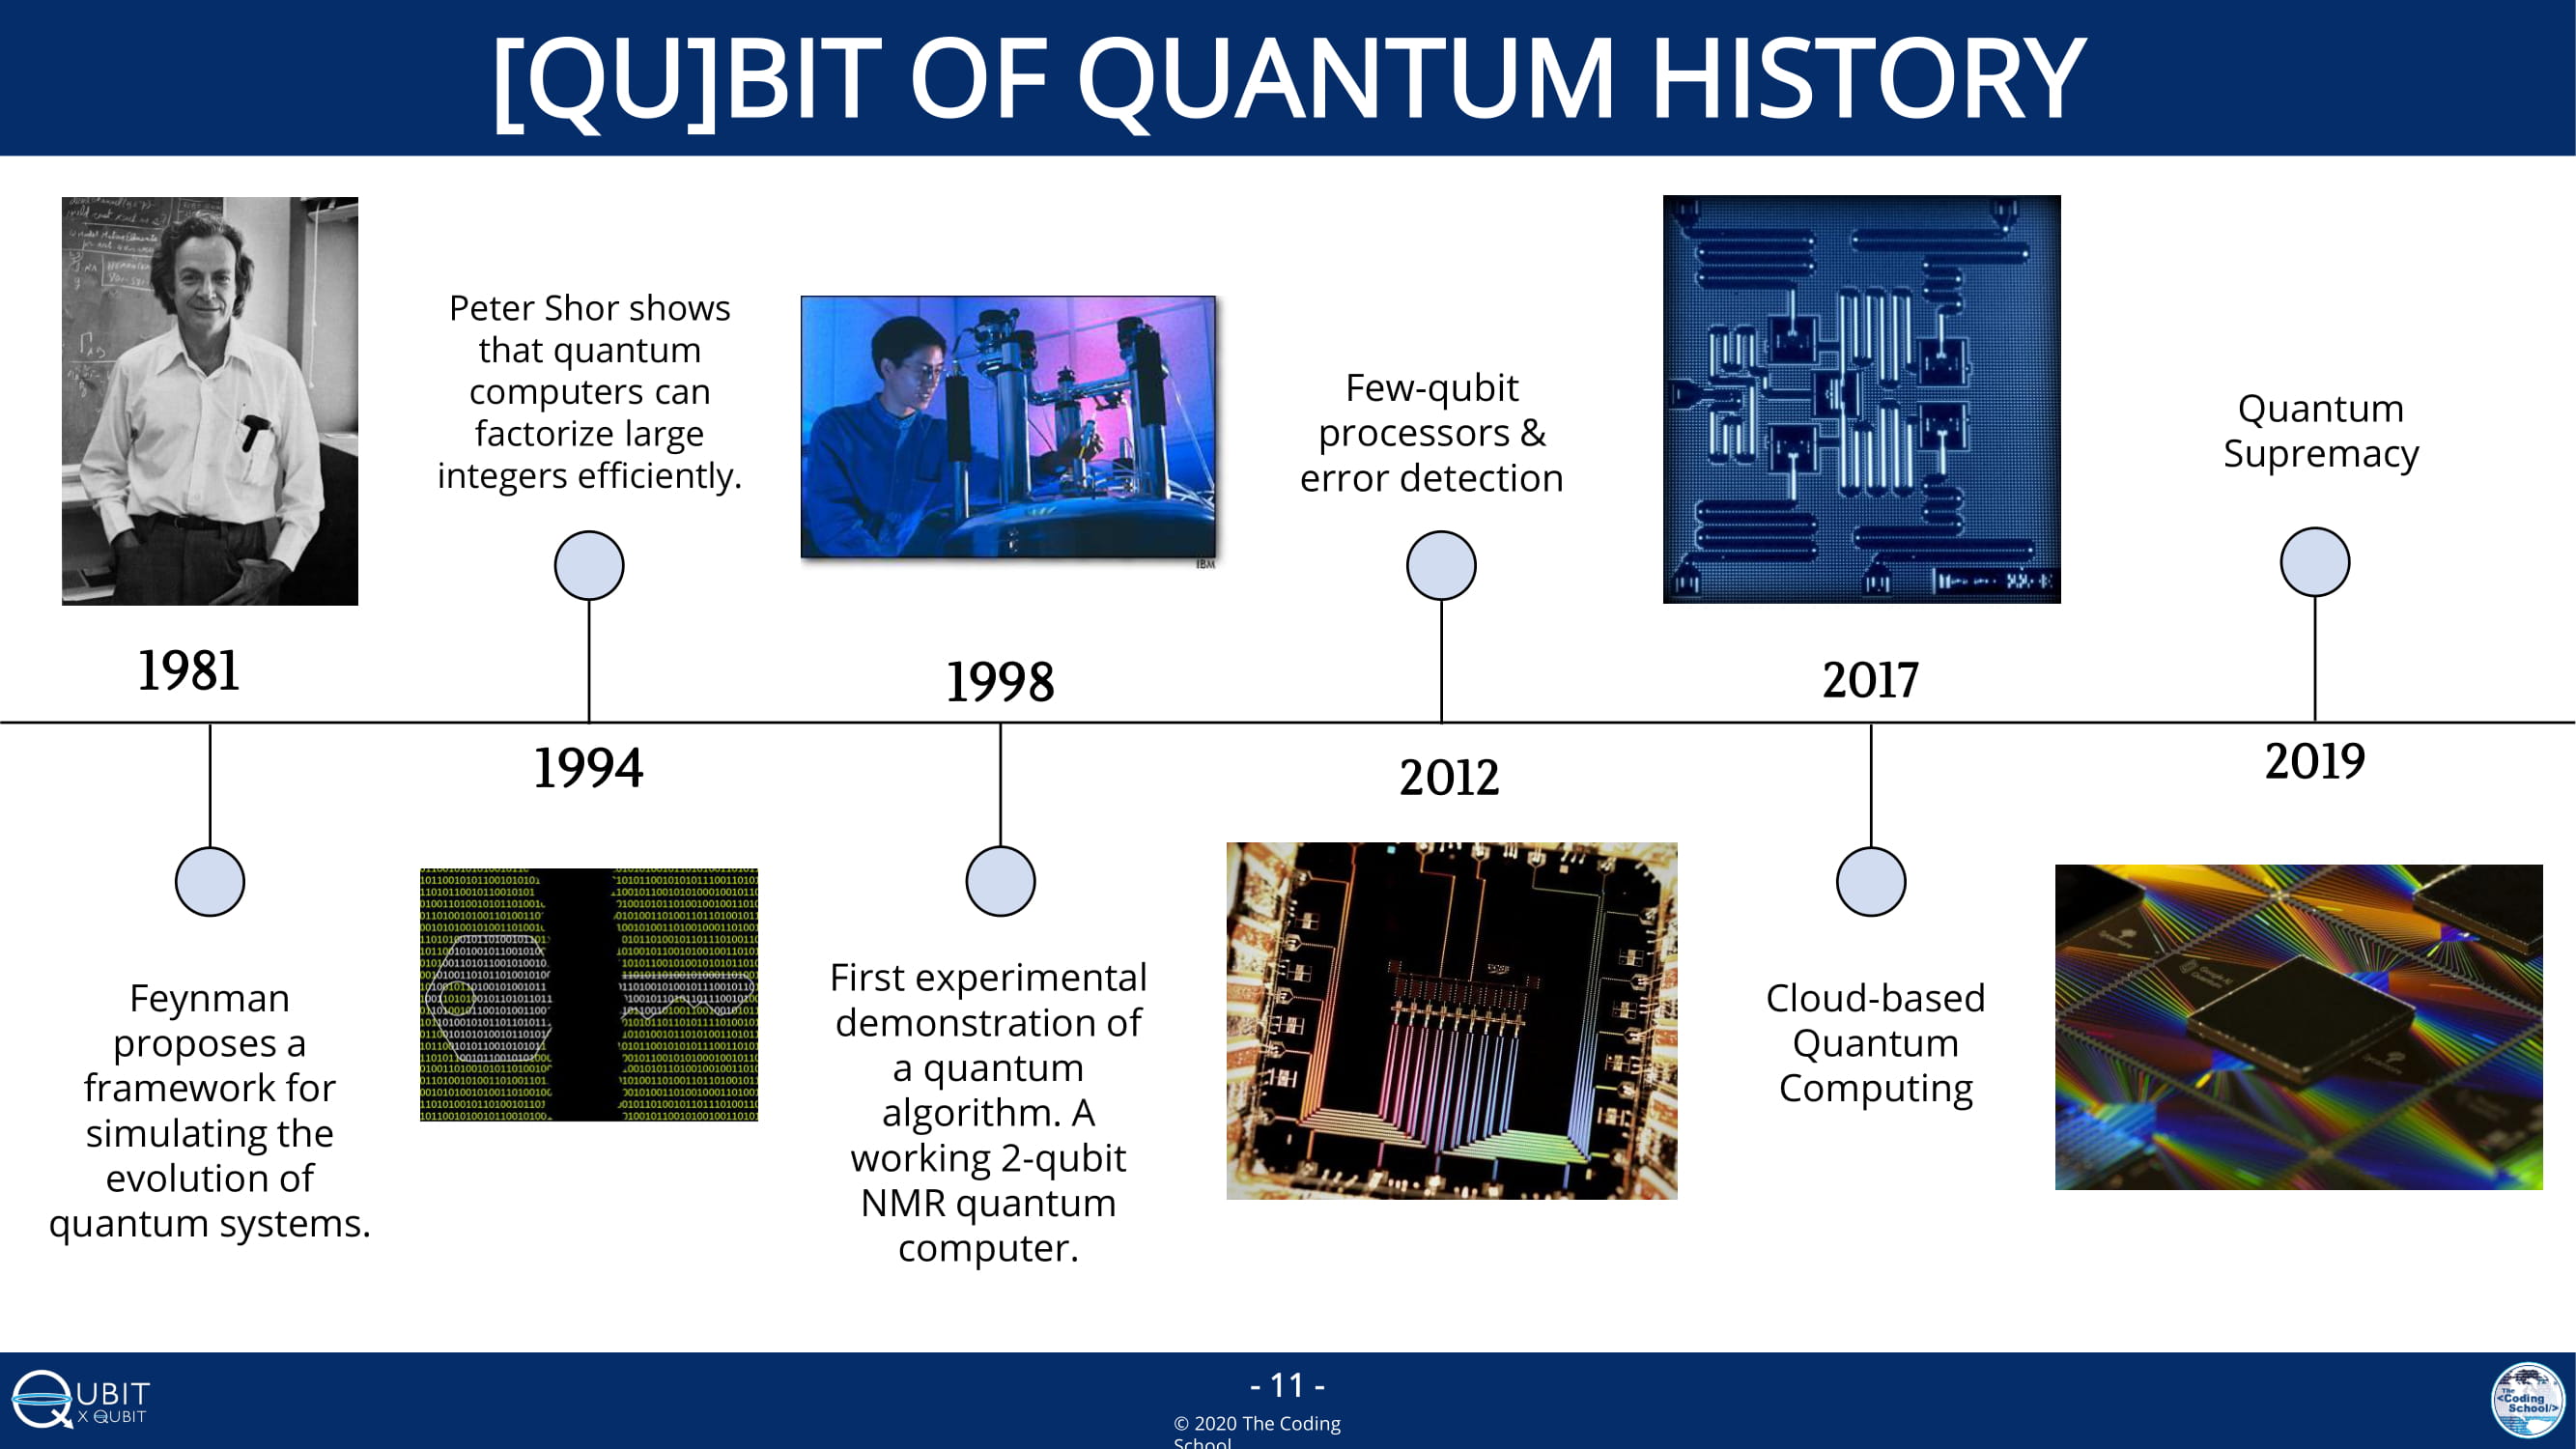 [QU]BIT OF QUANTUM HISTORY
1981
Feynman
proposes a
framework for
simulating the
evolution of
quantum systems.
Peter Shor shows
that quantum
computers can
factorize large
integers efficiently.
1994
IBM
1998
First experimental
demonstration of
a quantum
algorithm. A
working 2-qubit
NMR quantum
computer.
Few-qubit
processors &
error detection
2012
2017
Cloud-based
Quantum
Computing
Quantum
Supremacy
2019
QUBIT
X QUBIT
- 11 -
© 2020 The Coding
School
The
<Coding
School/>